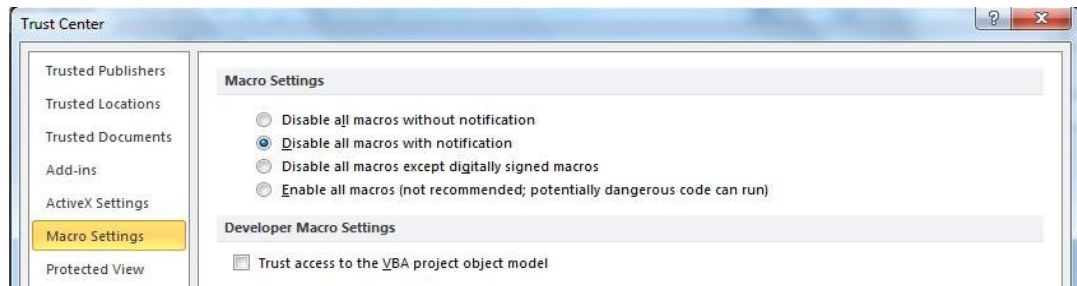 Trust Center
?
X
Trusted Publishers
Trusted Locations
Trusted Documents
Add-ins
ActiveX Settings
Macro Settings
Protected View
Macro Settings
Disable all macros without notification
Disable all macros with notification
Disable all macros except digitally signed macros
Enable all macros (not recommended; potentially dangerous code can run)
Developer Macro Settings
Trust access to the VBA project object model